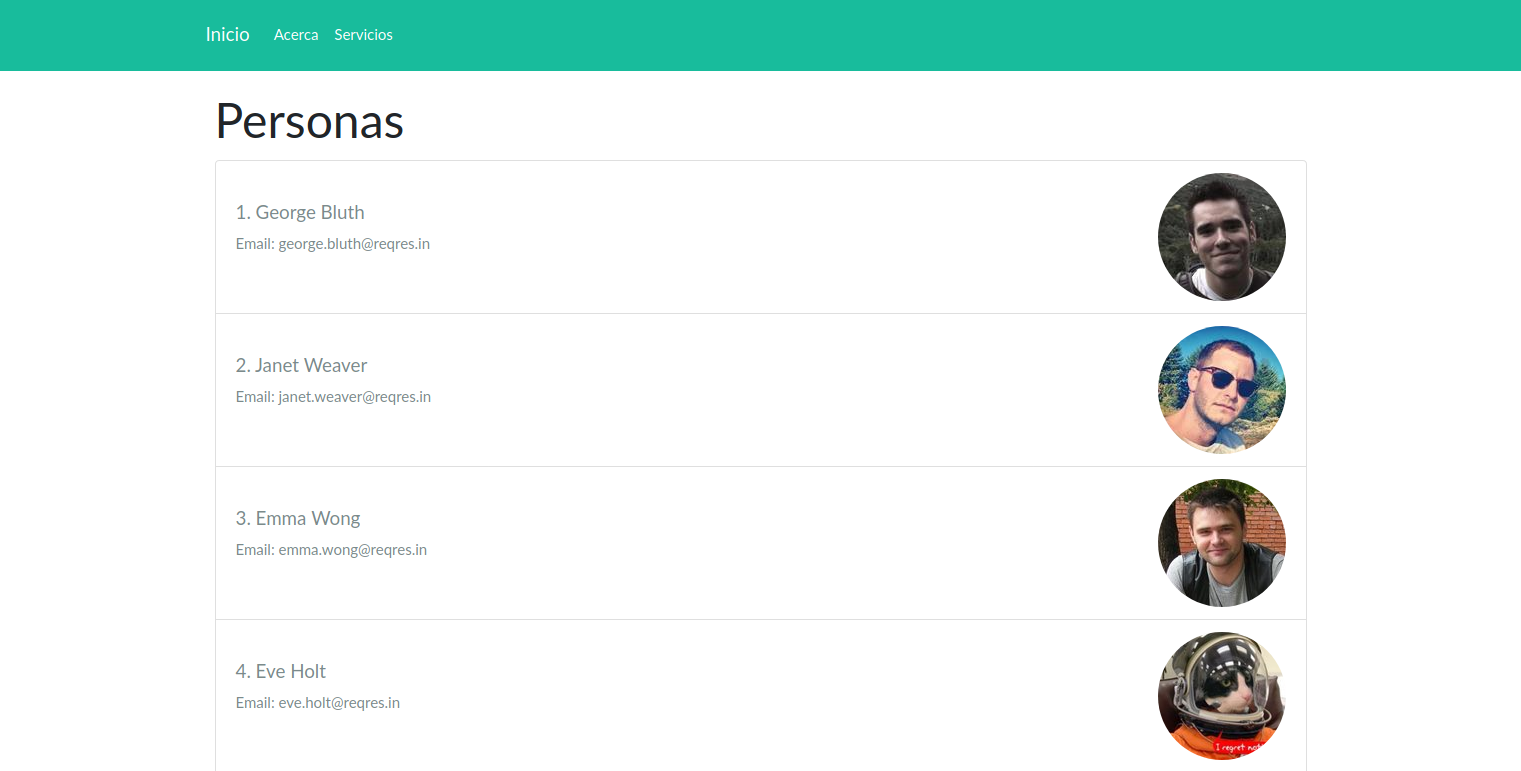 Inicio Acerca Servicios
Personas
1. George Bluth
Email: george.bluth@reqres.in
2. Janet Weaver
Email: janet.weaver@reqres.in
3. Emma Wong
Email: emma.wong@reqres.in
4. Eve Holt
Email: eve.holt@reqres.in
I regret